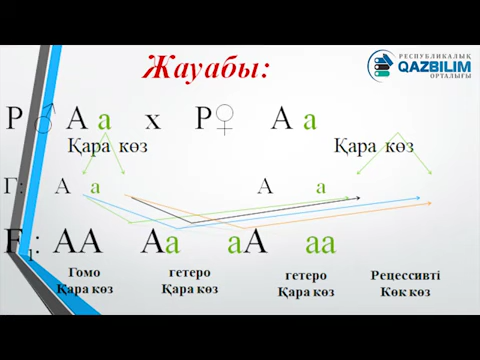 Жауабы:
РЕСПУБЛИКАЛЫҚ
QAZBILIM
ОРТАЛЫҒЫ
P ♂ А а х P♀ А а
Қара көз Қара көз
Г: А а А а
F1: АА Аа аА аа
Гомо гетеро гетеро Рецессивті
Қара көз Қара көз Қара көз Көк көз